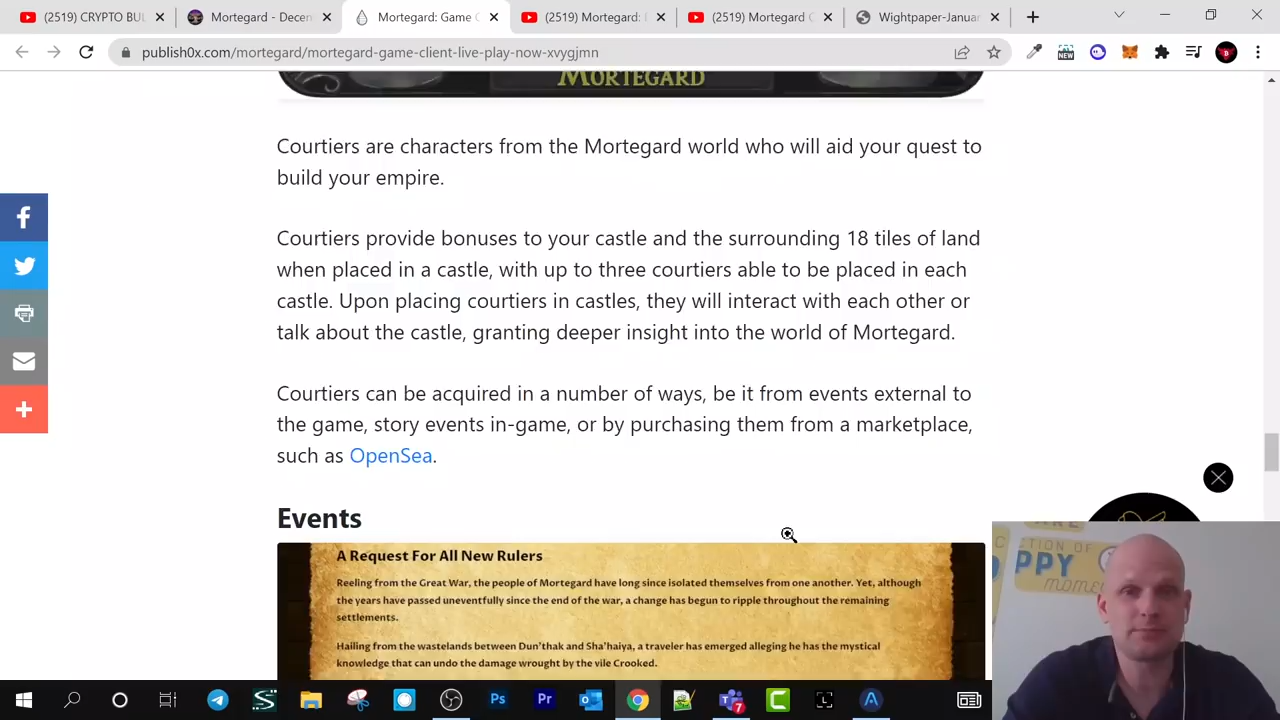 (2519) CRYPTO BUL
Mortegard - Decen
Mortegard: Game C
(2519) Mortegard:
(2519) Mortegard G
Wightpaper-Januar
publish0x.com/mortegard/mortegard-game-client-live-play-now-xvygjmn
NEW
MORTEGARD
Courtiers are characters from the Mortegard world who will aid your quest to
build your empire.
Courtiers provide bonuses to your castle and the surrounding 18 tiles of land
when placed in a castle, with up to three courtiers able to be placed in each
castle. Upon placing courtiers in castles, they will interact with each other or
talk about the castle, granting deeper insight into the world of Mortegard.
Courtiers can be acquired in a number of ways, be it from events external to
the game, story events in-game, or by purchasing them from a marketplace,
such as OpenSea.
Events
A Request For All New Rulers
Reeling from the Great War, the people of Mortegard have long since isolated themselves from one another. Yet, although
the years have passed uneventfully since the end of the war, a change has begun to ripple throughout the remaining
settlements.
Hailing from the wastelands between Dun'thak and Sha'haiya, a traveler has emerged alleging he has the mystical
knowledge that can undo the damage wrought by the vile Crooked.
CTION OF
PPY
Ps
Pr
7